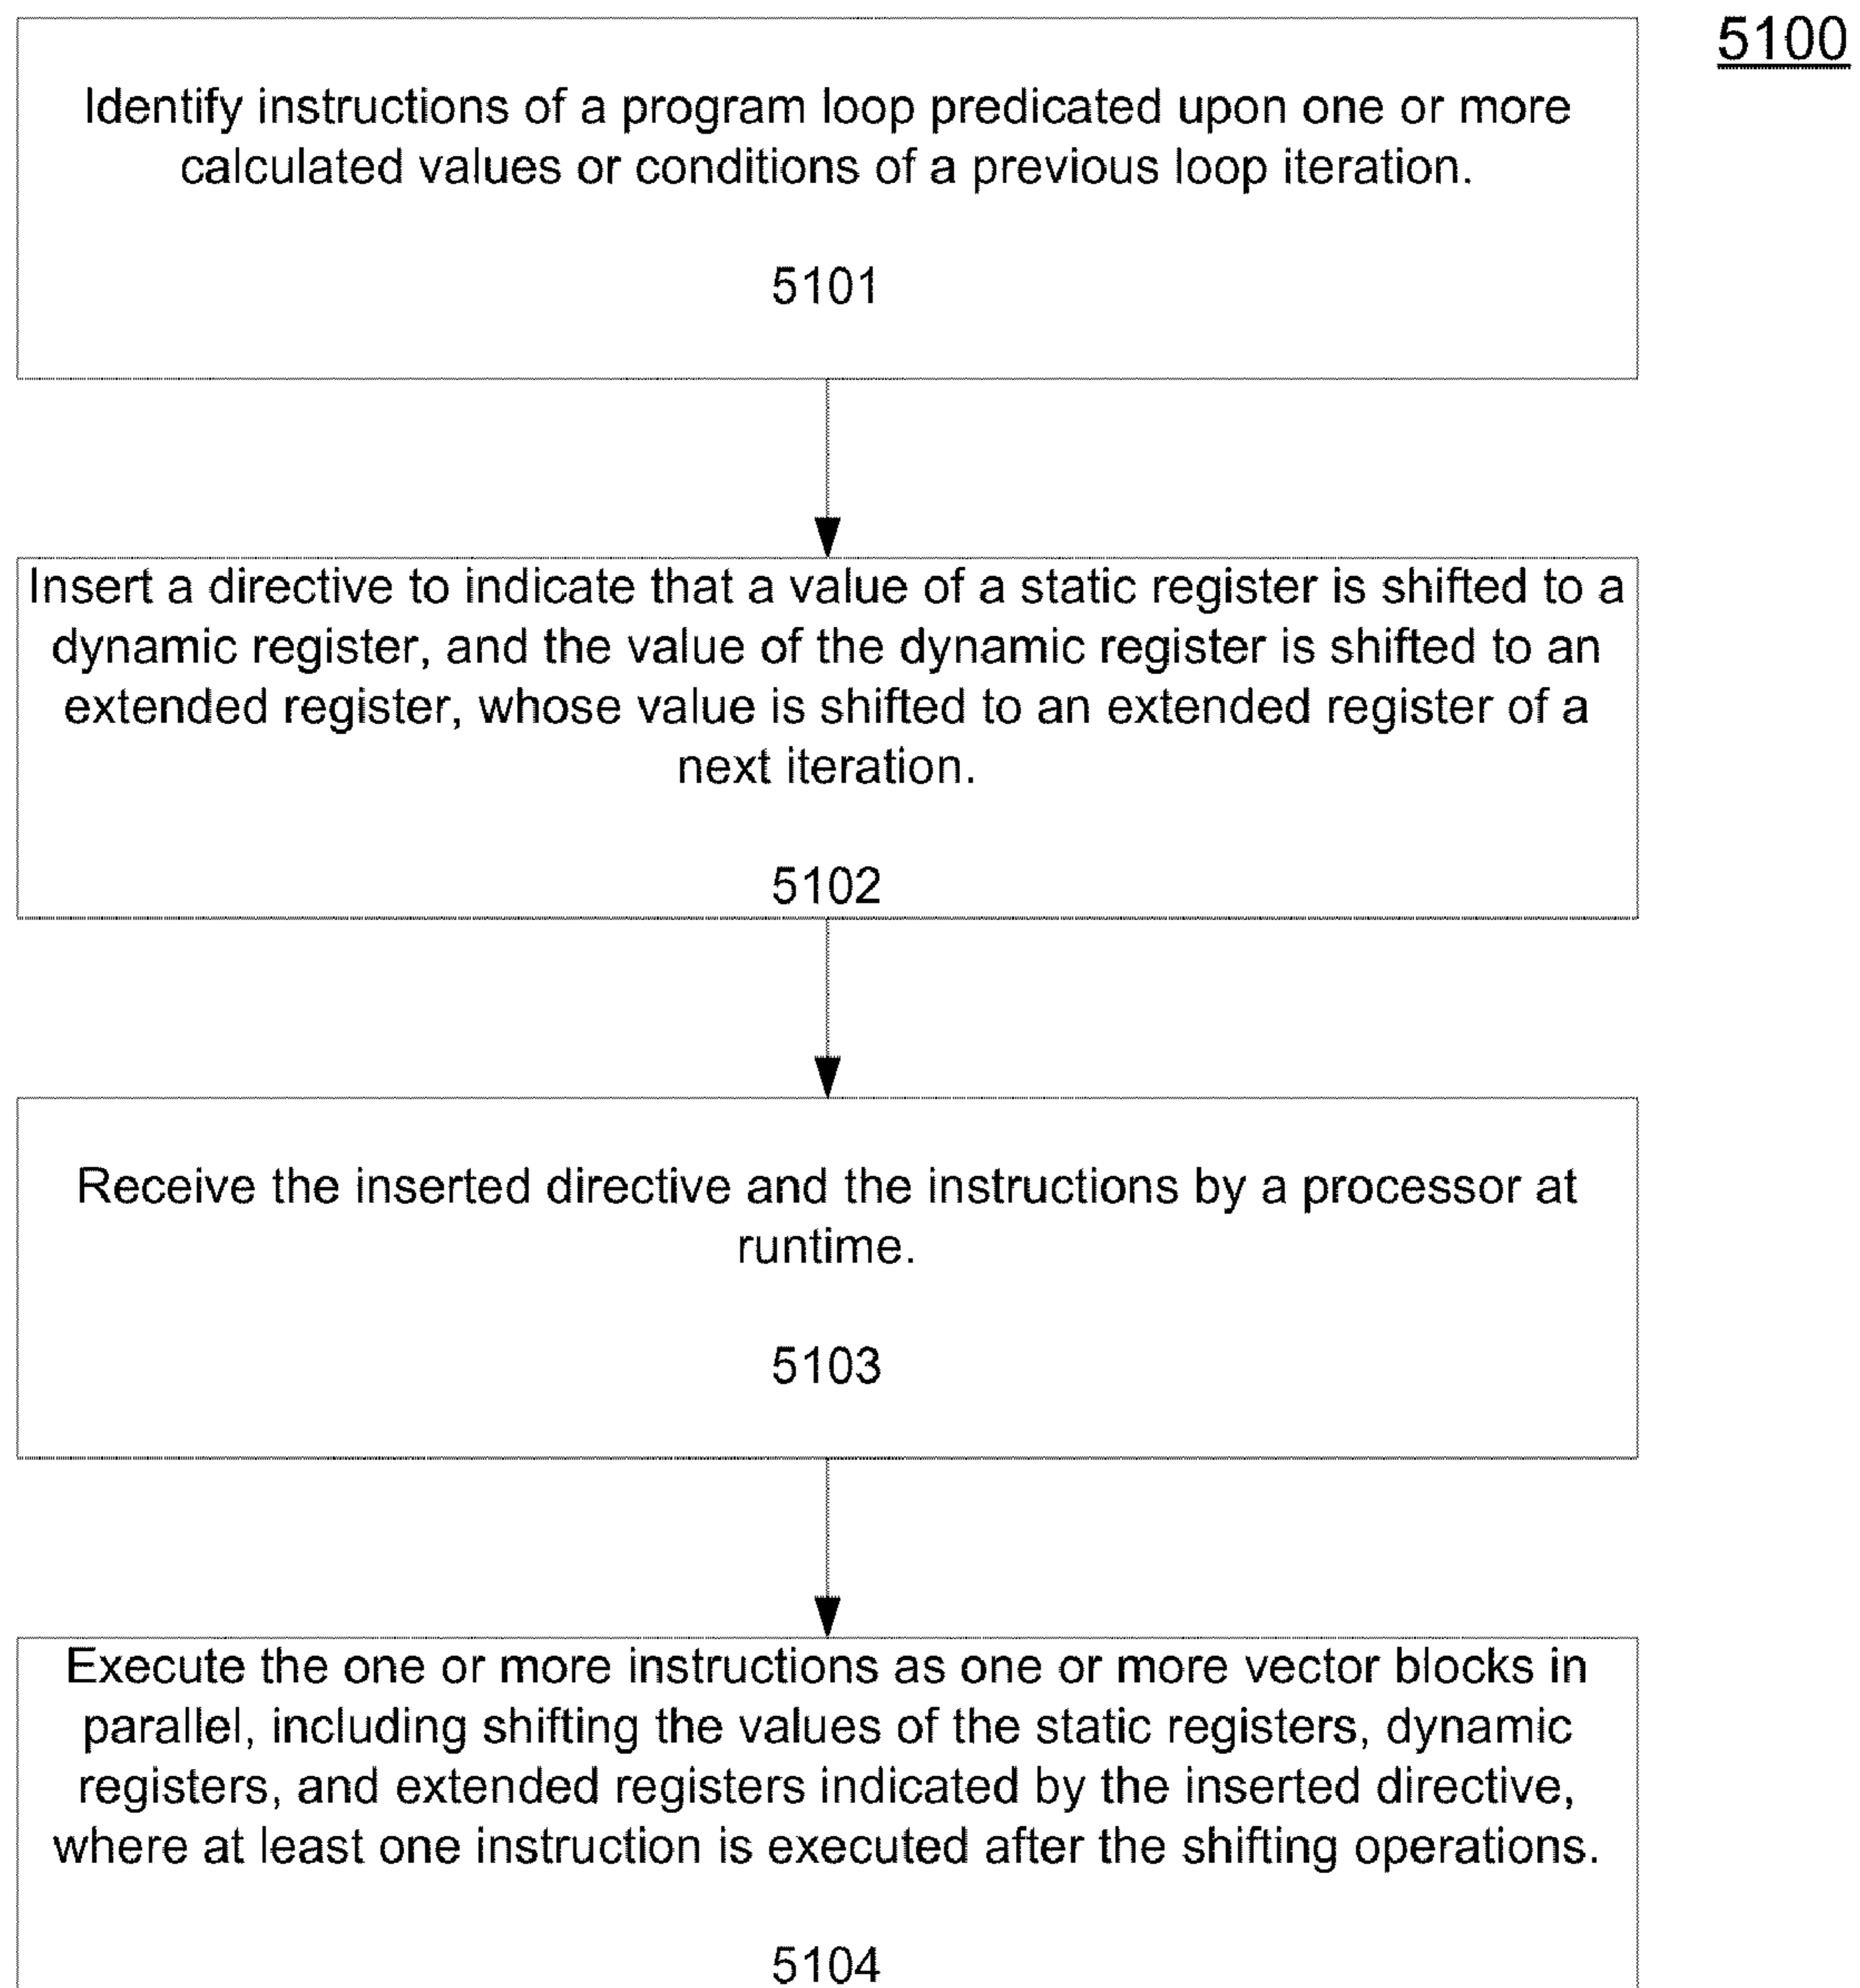 5100
Identify instructions of a program loop predicated upon one or more
calculated values or conditions of a previous loop iteration.
5101
Insert a directive to indicate that a value of a static register is shifted to a
dynamic register, and the value of the dynamic register is shifted to an
extended register, whose value is shifted to an extended register of a
next iteration.
5102
Receive the inserted directive and the instructions by a processor at
runtime.
5103
Execute the one or more instructions as one or more vector blocks in
parallel, including shifting the values of the static registers, dynamic
registers, and extended registers indicated by the inserted directive,
where at least one instruction is executed after the shifting operations.
5104